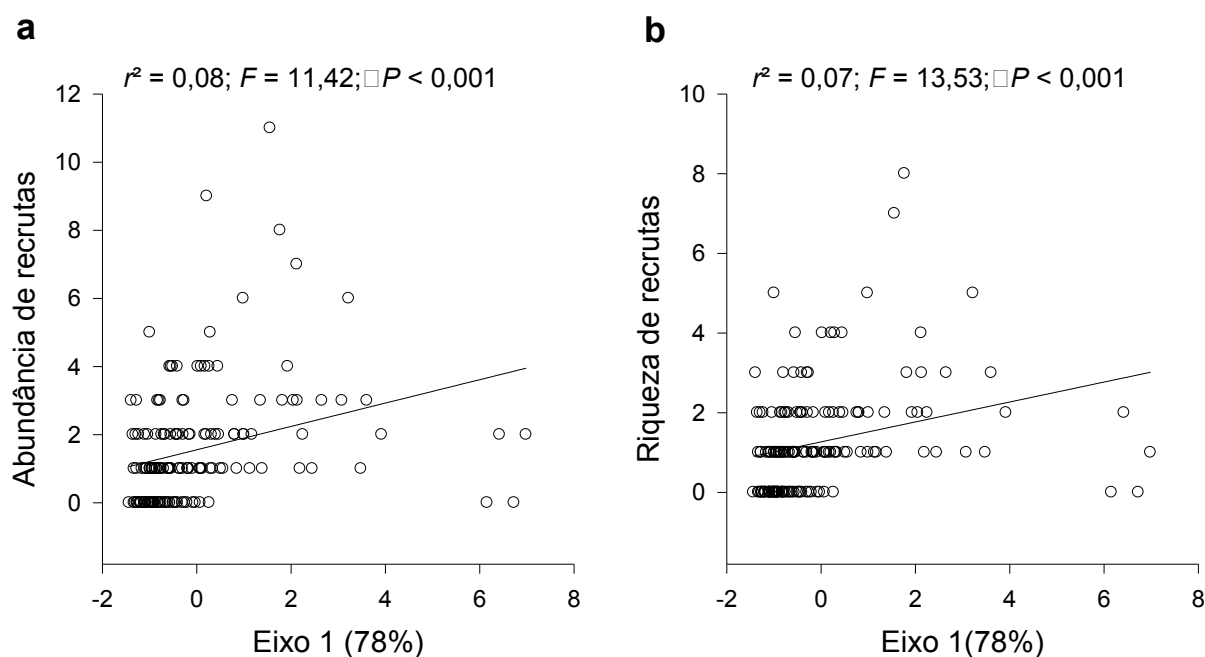 a
r² = 0,08; F = 11,42;□P < 0,001
12
10
8
6
4
2
0
Abundância de recrutas
-2 0 2 4 6 8
Eixo 1 (78%)
b
r² = 0,07; F = 13,53;□P < 0,001
10
8
6
4
2
0
Riqueza de recrutas
-2 0 2 4 6 8
Eixo 1(78%)